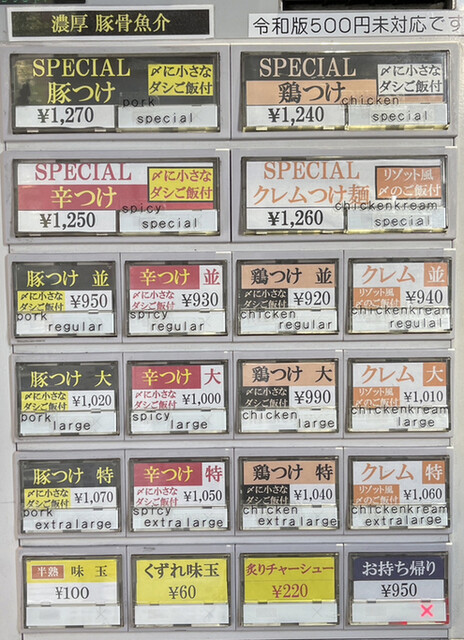 濃厚 豚骨魚介
令和版500円未対応です
SPECIAL
豚つけ
〆に小さな
ダシご飯付
¥1,270
pork
special
SPECIAL
鶏つけ
〆に小さな
ダシご飯付
¥1,240
chicken
special
SPECIAL
辛つけ
〆に小さな
ダシご飯付
¥1,250
spicy
special
SPECIAL
クレムつけ麺
リゾット風
〆のご飯付
¥1,260
chickenkream
special
豚つけ 並
〆に小さな
ダシご飯付
¥950
pork
regular
辛つけ 並
〆に小さな
ダシご飯付
¥930
spicy
regular
鶏つけ 並
〆に小さな
ダシご飯付
¥920
chicken
regular
クレム 並
リゾット風
〆のご飯付
¥940
chickenkream
regular
豚つけ 大
〆に小さな
ダシご飯付
¥1,020
pork
large
辛つけ 大
〆に小さな
ダシご飯付
¥1,000
spicy
large
鶏つけ 大
〆に小さな
ダシご飯付
¥990
chicken
large
クレム 大
リゾット風
〆のご飯付
¥1,010
chickenkream
large
豚つけ 特
〆に小さな
ダシご飯付
¥1,070
pork
extralarge
辛つけ 特
〆に小さな
ダシご飯付
¥1,050
spicy
extralarge
鶏つけ 特
〆に小さな
ダシご飯付
¥1,040
chicken
extralarge
クレム 特
リゾット風
〆のご飯付
¥1,060
chickenkream
extralarge
半熟 味玉
¥100
くずれ味玉
¥60
炙りチャーシュー
¥220
お持ち帰り
¥950
×